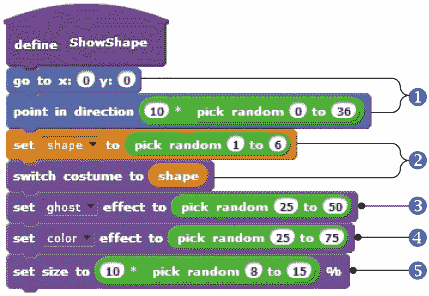 define ShowShape
go to x: 0 y: 0
point in direction 10 * pick random 0 to 36
1
set shape to pick random 1 to 6
2
switch costume to shape
set ghost effect to pick random 25 to 50
3
set color effect to pick random 25 to 75
4
set size to 10 * pick random 8 to 15 %
5